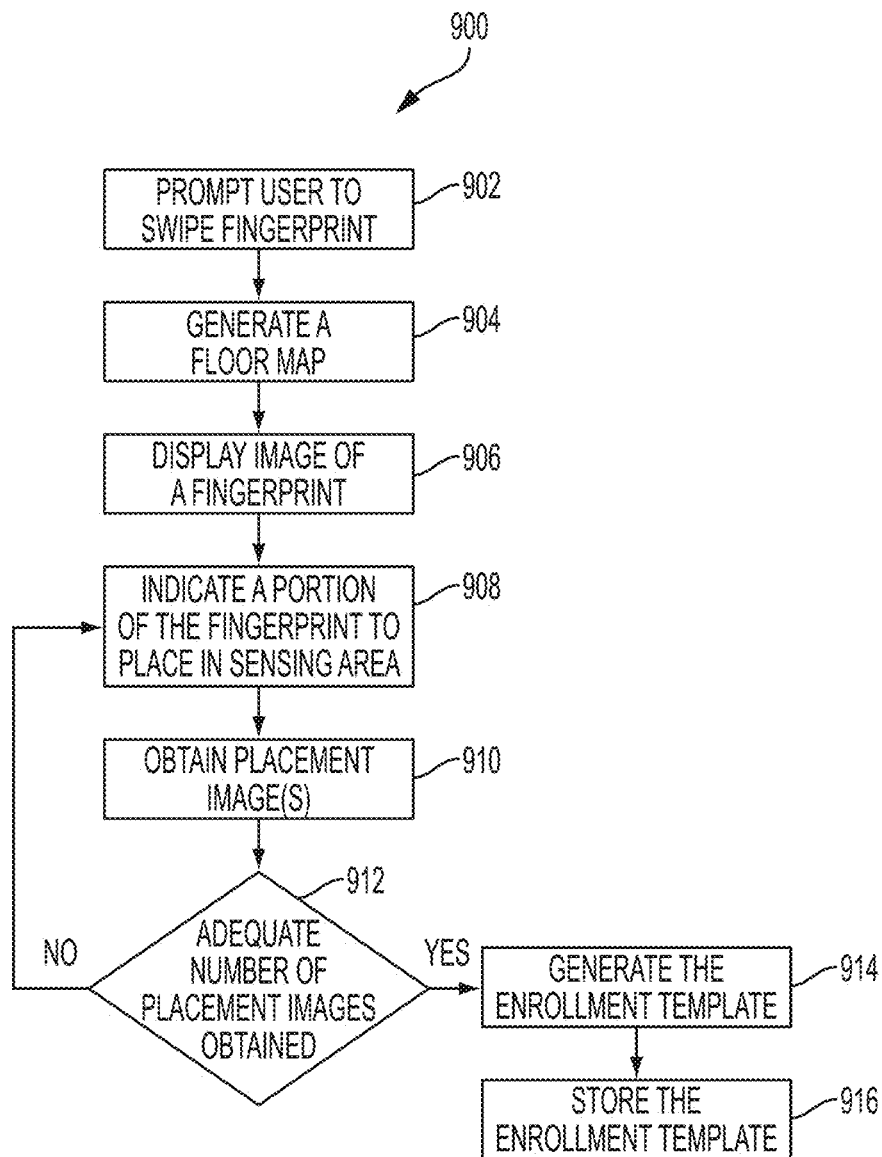 900
PROMPT USER TO
SWIPE FINGERPRINT
902
GENERATE A
FLOOR MAP
904
DISPLAY IMAGE OF
A FINGERPRINT
906
INDICATE A PORTION
OF THE FINGERPRINT TO
PLACE IN SENSING AREA
908
OBTAIN PLACEMENT
IMAGE(S)
910
912
ADEQUATE
NUMBER OF
PLACEMENT IMAGES
OBTAINED
NO
YES
GENERATE THE
ENROLLMENT TEMPLATE
914
STORE THE
ENROLLMENT TEMPLATE
916